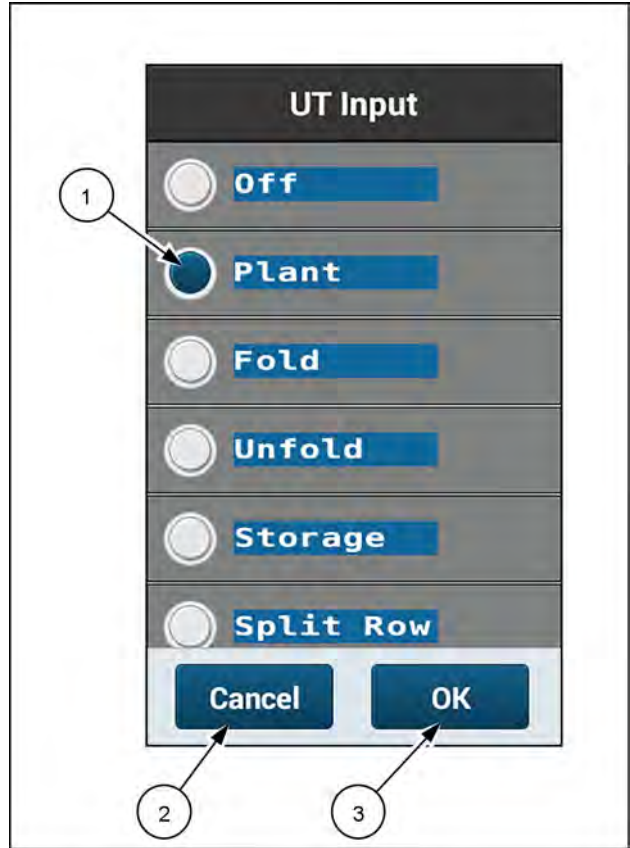 UT Input
Off
1
Plant
Fold
Unfold
Storage
Split Row
Cancel
OK
2
3